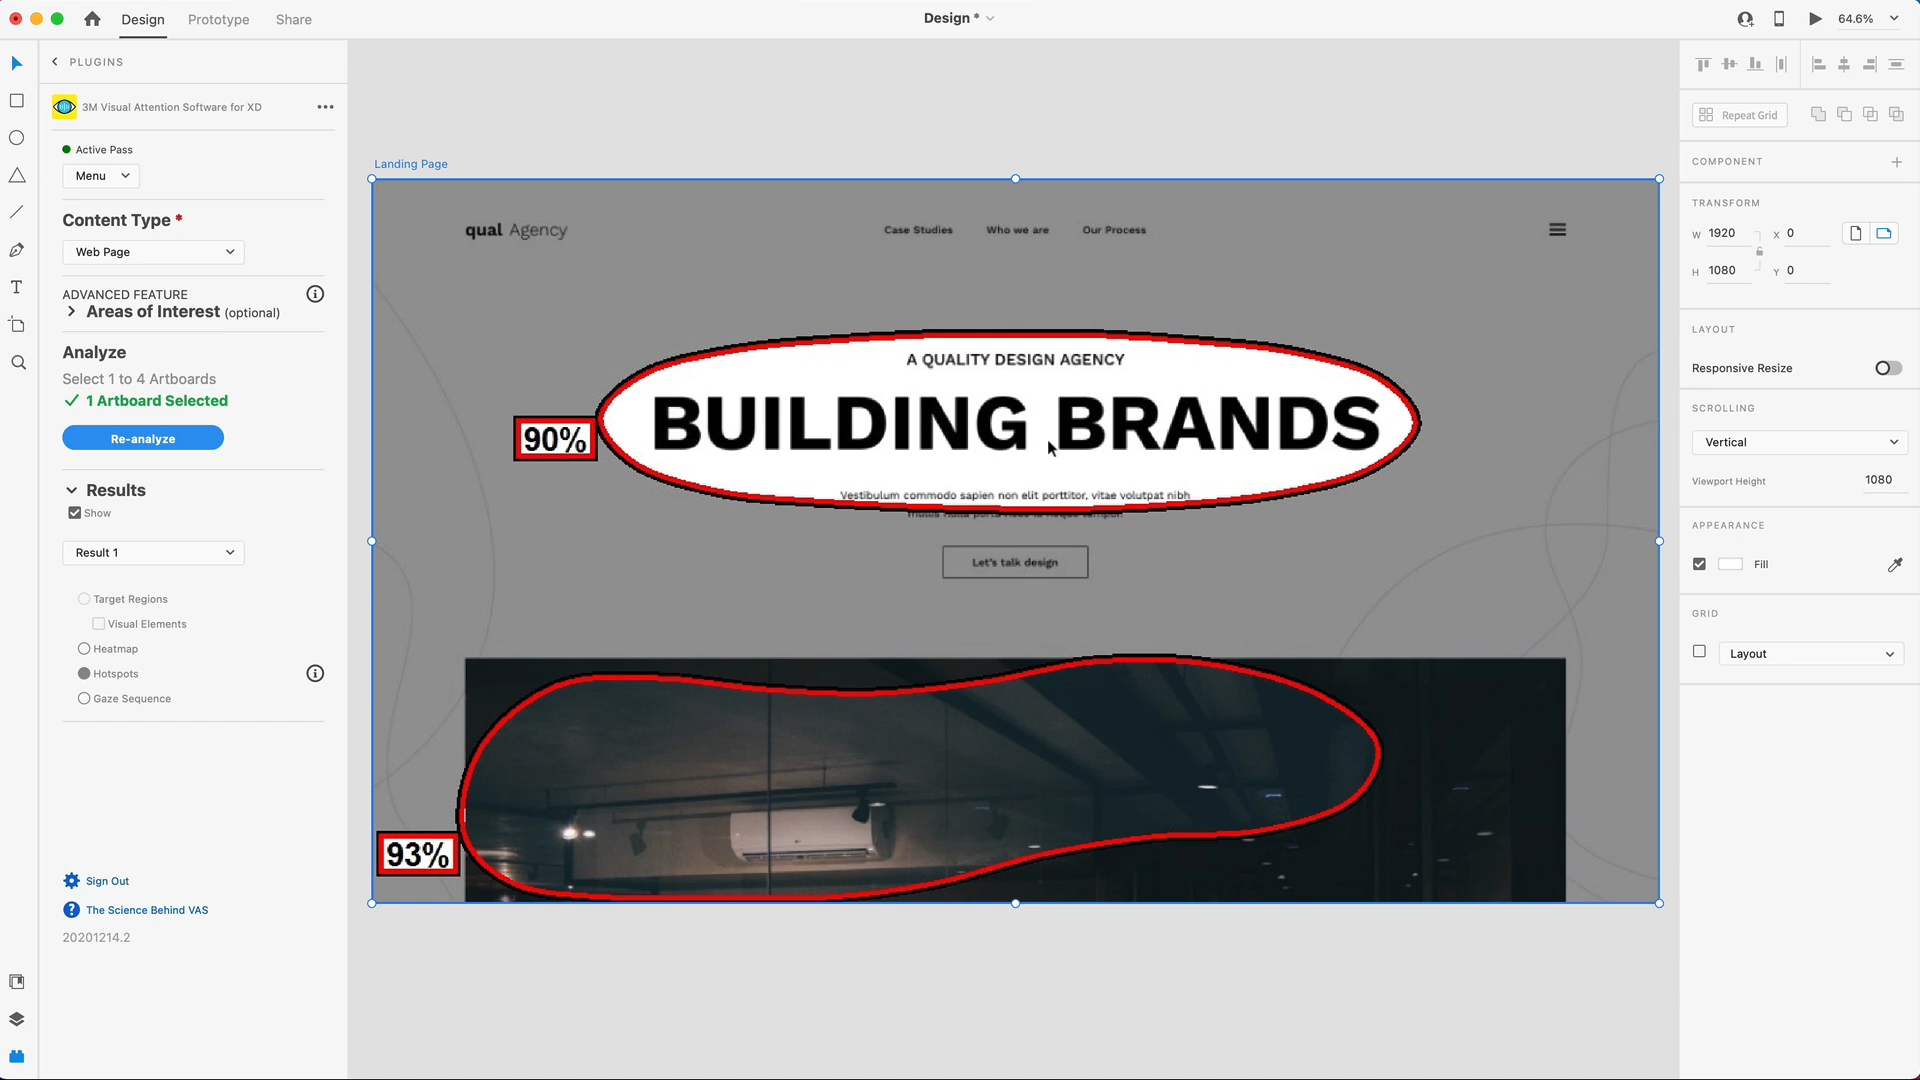 Design
Prototype
Share
Design *
64.6%
PLUGINS
3M Visual Attention Software for XD
Active Pass
Menu
Content Type *
Web Page
ADVANCED FEATURE
Areas of Interest (optional)
Analyze
Select 1 to 4 Artboards
1 Artboard Selected
Re-analyze
Results
Show
Result 1
Target Regions
Visual Elements
Heatmap
Hotspots
Gaze Sequence
Sign Out
The Science Behind VAS
20201214.2
Landing Page
qual Agency
Case Studies
Who we are
Our Process
A QUALITY DESIGN AGENCY
BUILDING BRANDS
90%
Vestibulum commodo sapien non elit porttitor, vitae volutpat nibh
Let's talk design
93%
Repeat Grid
COMPONENT
TRANSFORM
W 1920
X 0
H 1080
Y 0
LAYOUT
Responsive Resize
SCROLLING
Vertical
Viewport Height
1080
APPEARANCE
Fill
GRID
Layout